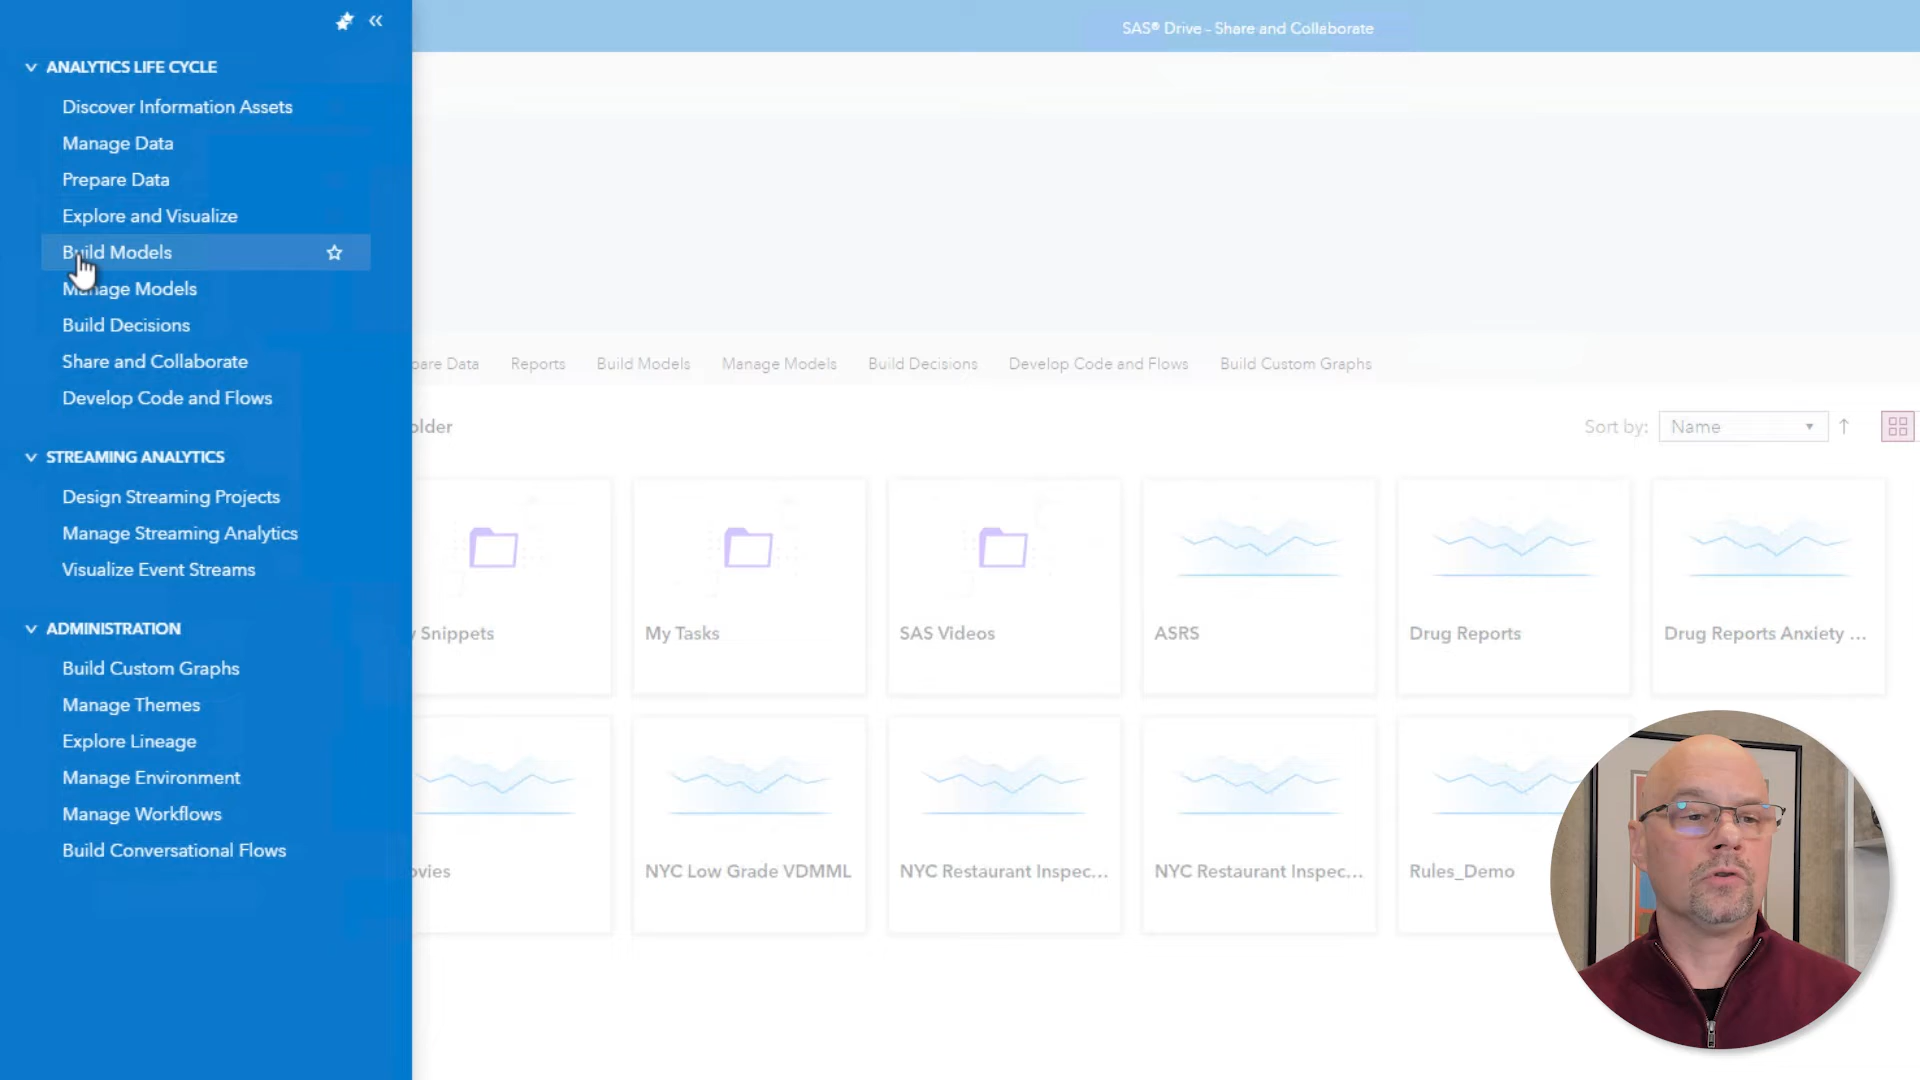 SAS® Drive - Share and Collaborate
ANALYTICS LIFE CYCLE
Discover Information Assets
Manage Data
Prepare Data
Explore and Visualize
Build Models
Manage Models
Build Decisions
Share and Collaborate
Develop Code and Flows
STREAMING ANALYTICS
Design Streaming Projects
Manage Streaming Analytics
Visualize Event Streams
ADMINISTRATION
Build Custom Graphs
Manage Themes
Explore Lineage
Manage Environment
Manage Workflows
Build Conversational Flows
pare Data Reports Build Models Manage Models Build Decisions Develop Code and Flows Build Custom Graphs
older
Sort by: Name
y Snippets
My Tasks
SAS Videos
ASRS
Drug Reports
Drug Reports Anxiety ...
ovies
NYC Low Grade VDMML
NYC Restaurant Inspec...
NYC Restaurant Inspec...
Rules_Demo